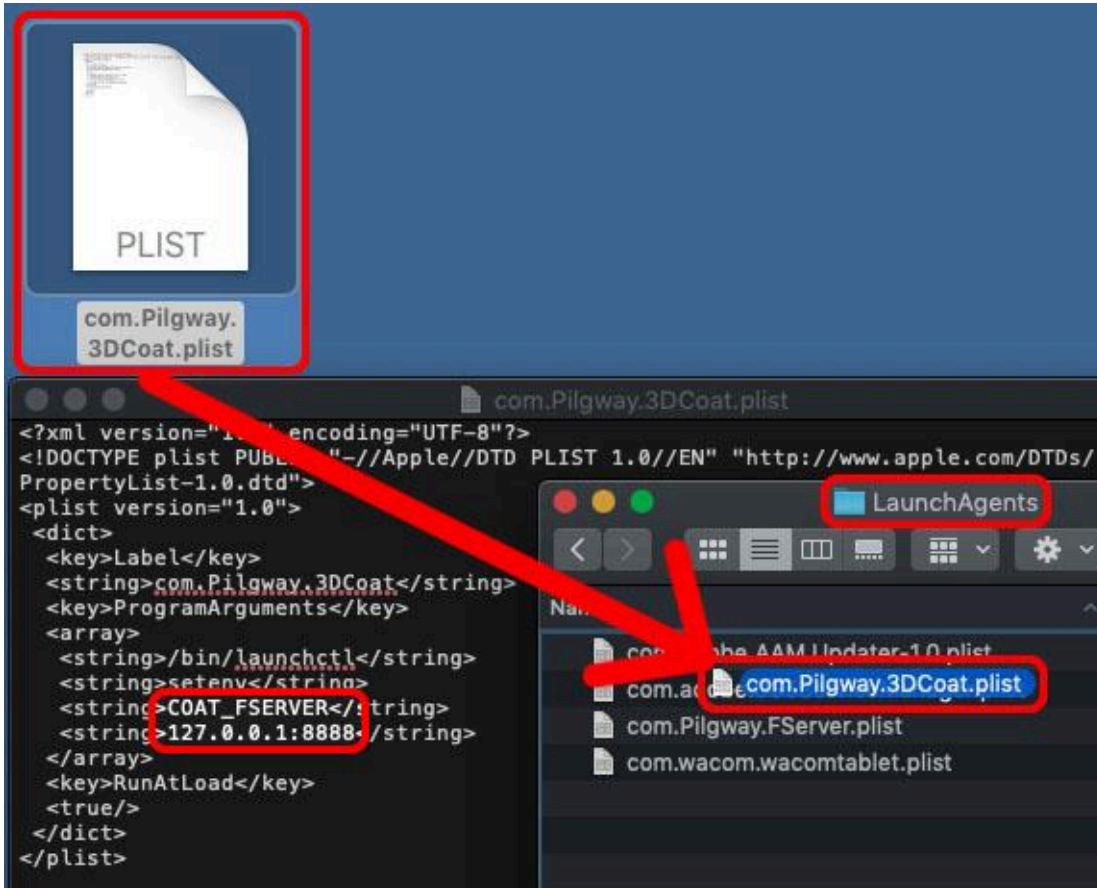 PLIST
com.Pilgway.
3DCoat.plist
com.Pilgway.3DCoat.plist
<?xml version="1. encoding="UTF-8"?>
<!DOCTYPE plist "-//Apple//DTD PLIST 1.0//EN" "http://www.apple.com/DTDs/
PropertyList-1.0.dtd">
<plist version="1.0">
<dict>
<key>Label</key>
<string>com.Pilgway.3DCoat</string>
<key>ProgramArguments</key>
<array>
<string>/bin/launchctl</string>
<string>setenv</string>
<string>COAT_FSERVER</string>
<string>127.0.0.1:8888</string>
</array>
<key>RunAtLoad</key>
<true/>
</dict>
</plist>
LaunchAgents
com.Pilgway.3DCoat.plist
com.Pilgway.FServer.plist
com.wacom.wacomtablet.plist